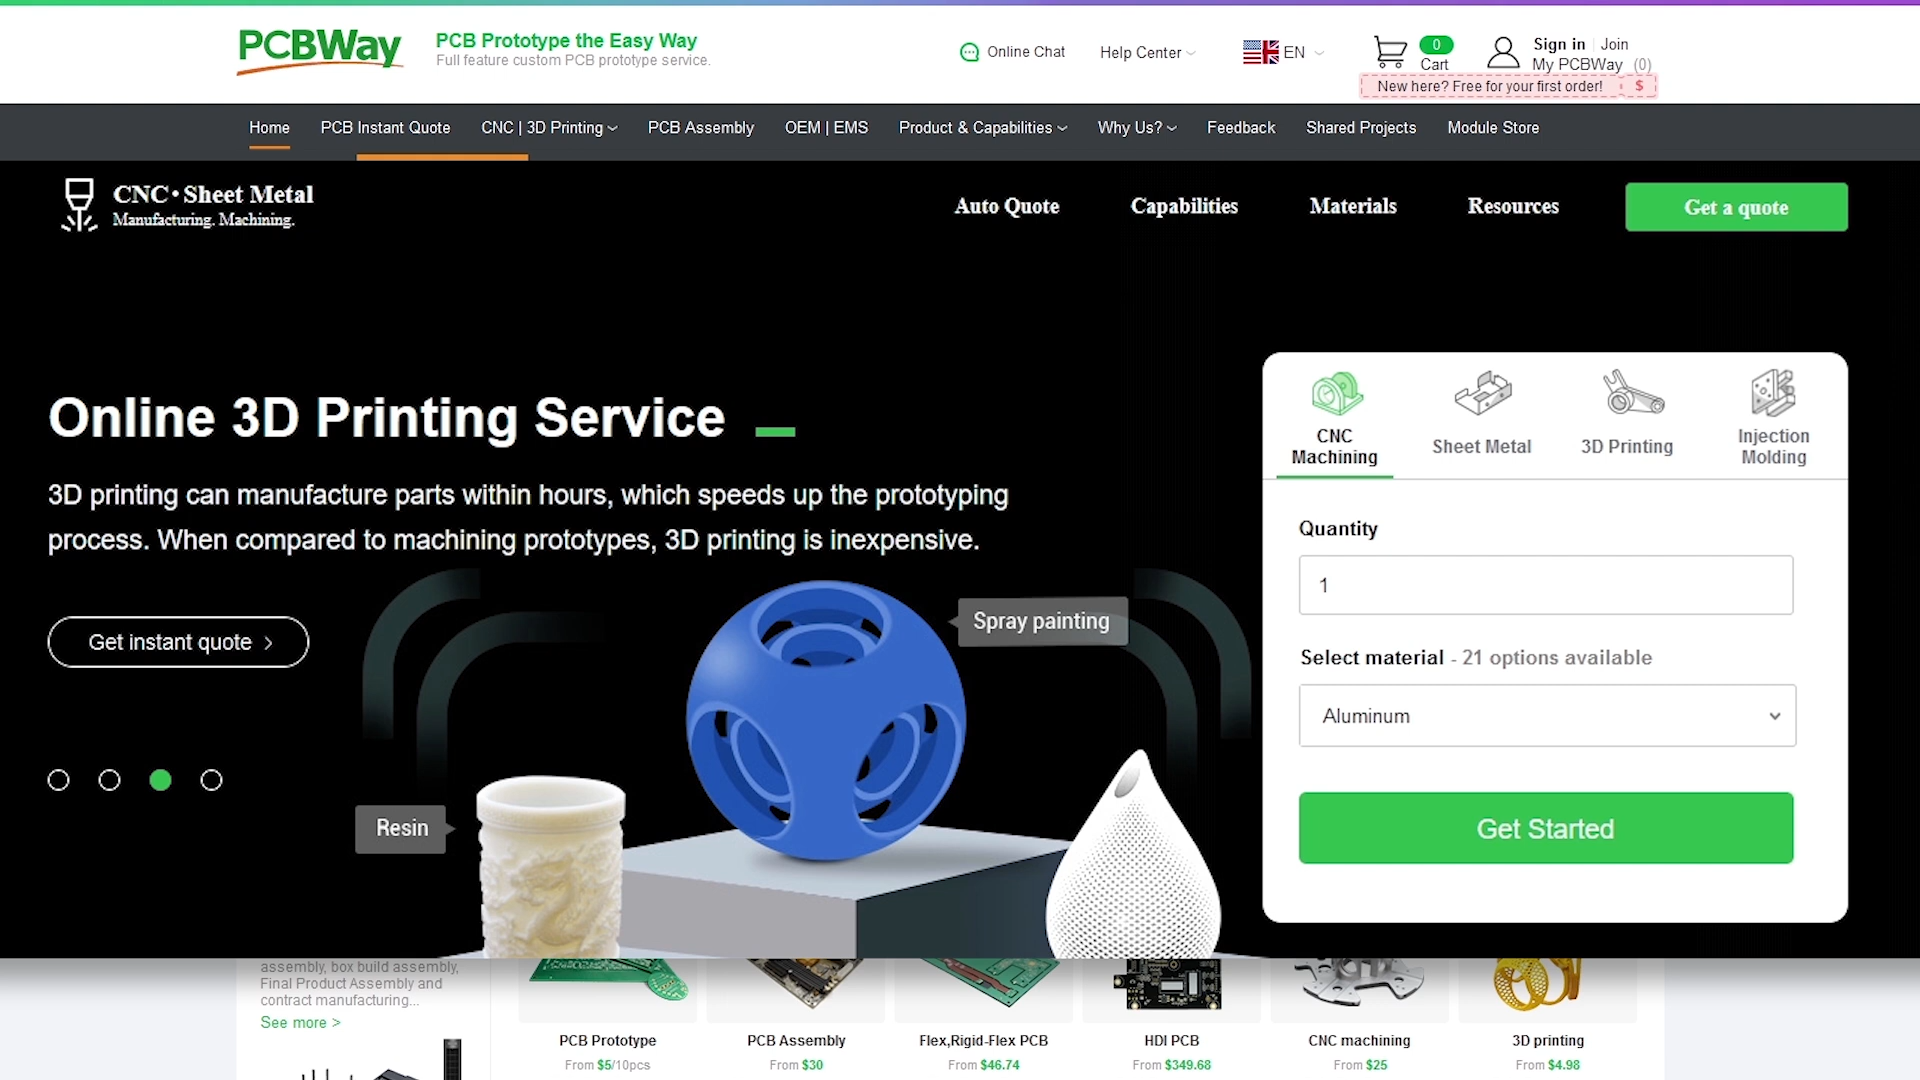 PCBWay
PCB Prototype the Easy Way
Full feature custom PCB prototype service.
Online Chat
Help Center
EN
0
Cart
Sign in | Join
My PCBWay (0)
New here? Free for your first order! $
Home
PCB Instant Quote
CNC | 3D Printing
PCB Assembly
OEM | EMS
Product & Capabilities
Why Us?
Feedback
Shared Projects
Module Store
CNC·Sheet Metal
Manufacturing. Machining.
Auto Quote
Capabilities
Materials
Resources
Get a quote
Online 3D Printing Service
3D printing can manufacture parts within hours, which speeds up the prototyping
process. When compared to machining prototypes, 3D printing is inexpensive.
Get instant quote >
Spray painting
Resin
CNC
Machining
Sheet Metal
3D Printing
Injection
Molding
Quantity
1
Select material - 21 options available
Aluminum
Get Started
assembly, box build assembly,
Final Product Assembly and
contract manufacturing...
See more >
PCB Prototype
From $5/10pcs
PCB Assembly
From $30
Flex,Rigid-Flex PCB
From $46.74
HDI PCB
From $349.68
CNC machining
From $25
3D printing
From $4.98